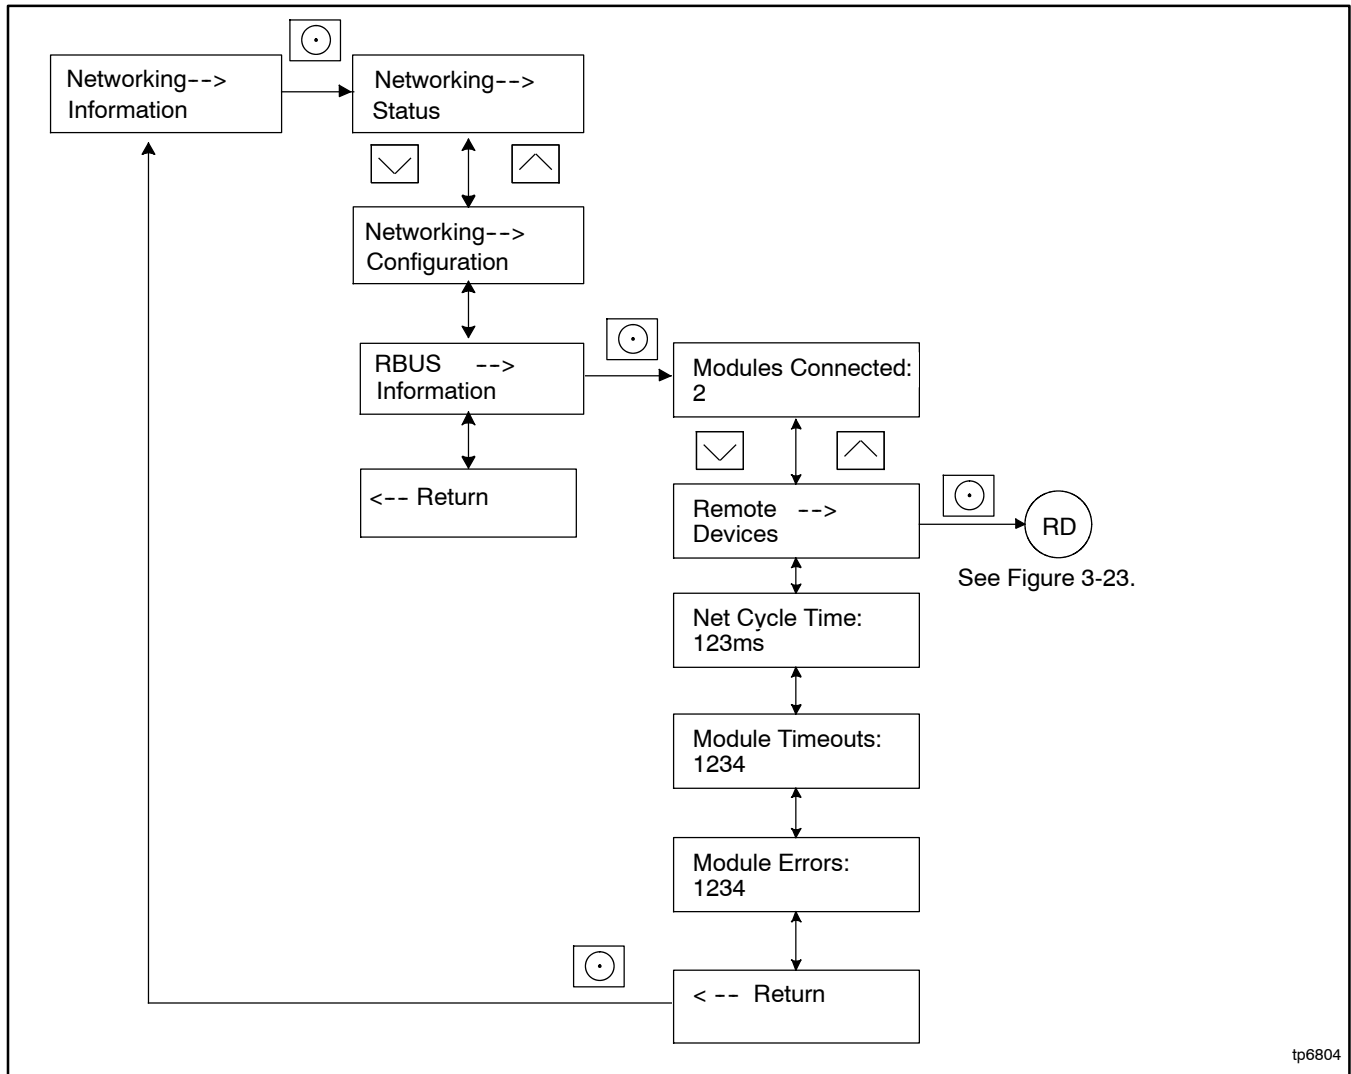 Networking-->
Information
Networking-->
Status
Networking-->
Configuration
RBUS -->
Information
<-- Return
Modules Connected:
2
Remote -->
Devices
RD
See Figure 3-23.
Net Cycle Time:
123ms
Module Timeouts:
1234
Module Errors:
1234
< -- Return
tp6804